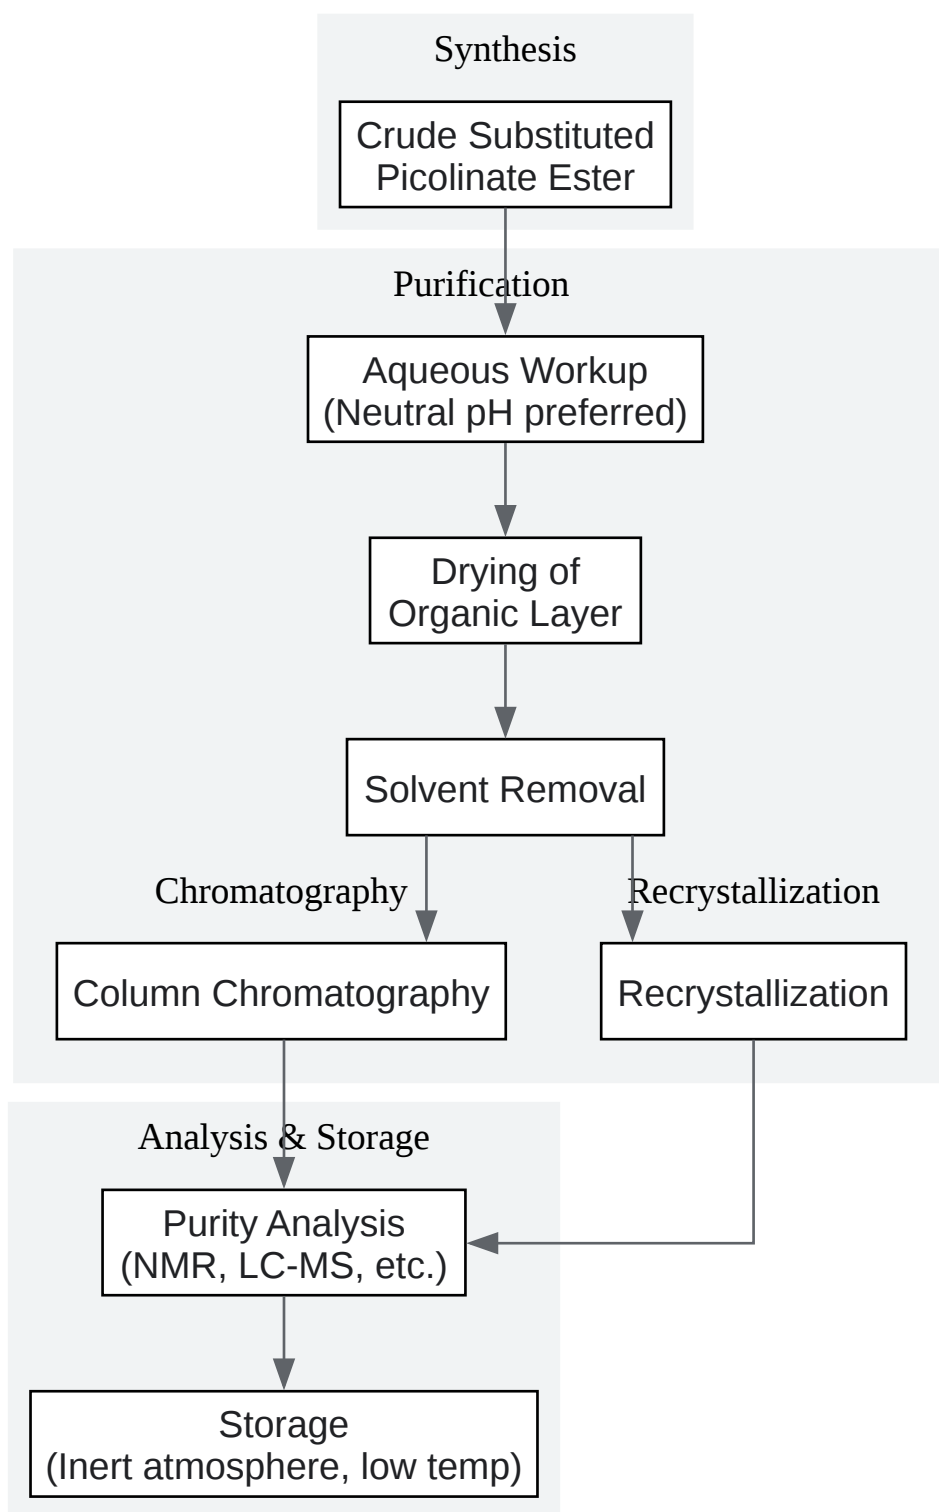 Synthesis
Crude Substituted
Picolinate Ester
Purification
Aqueous Workup
(Neutral pH preferred)
Drying of
Organic Layer
Solvent Removal
Chromatography
Recrystallization
Column Chromatography
Recrystallization
Analysis & Storage
Purity Analysis
(NMR, LC-MS, etc.)
Storage
(Inert atmosphere, low temp)